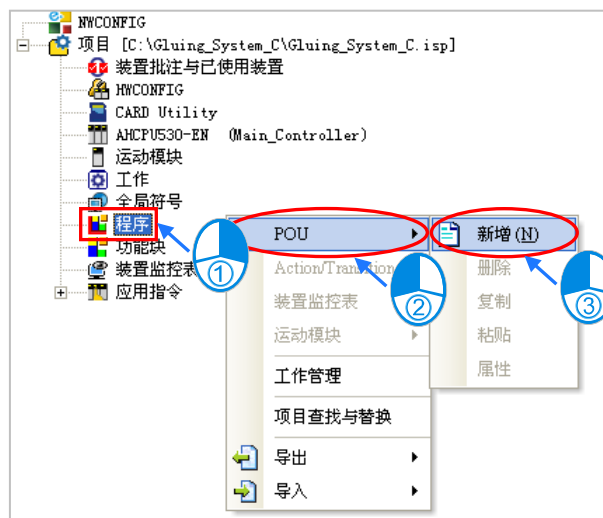 NWCONFIG
项目 [C:\Gluing_System_C\Gluing_System_C.isp]
装置批注与已使用装置
HWCONFIG
CARD Utility
AHCPU530-EN (Main_Controller)
运动模块
工作
全局符号
程序
功能块
装置监控表
应用指令
①
POU
Action/Transition
装置监控表
运动模块
工作管理
项目查找与替换
导出
导入
②
新增(N)
删除
复制
粘贴
属性
③